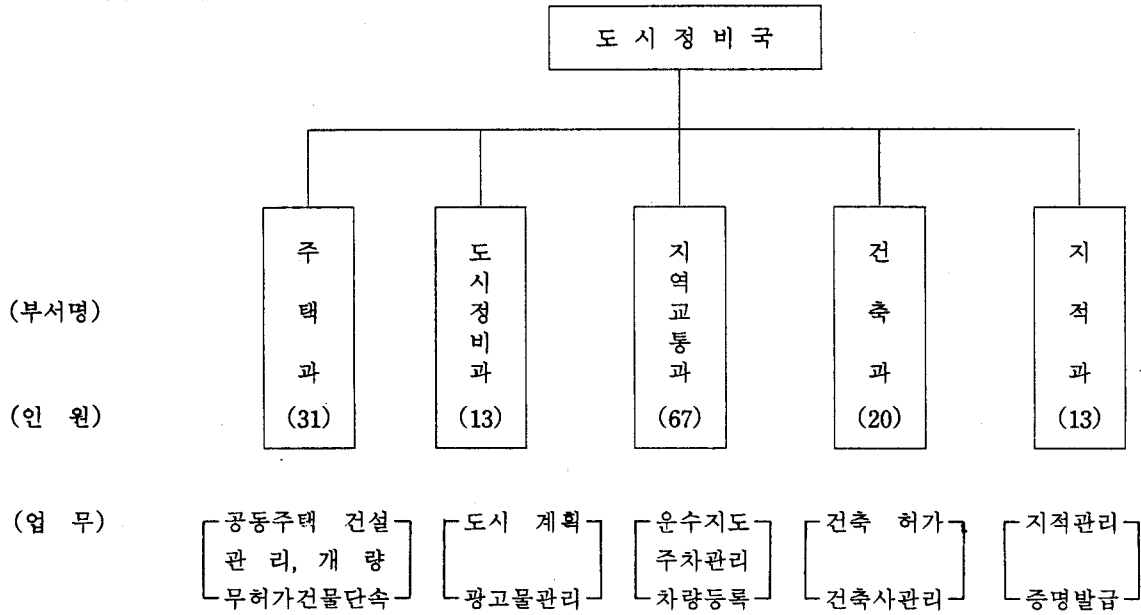 도 시 정 비 국
(부서명) 주택과 도시정비과 지역교통과 건축과 지적과
(인 원) (31) (13) (67) (20) (13)
(업 무) 공동주택 건설 도시 계획 운수지도 건축 허가 지적관리
관 리, 개 량 주차관리
무허가건물단속 광고물관리 차량등록 건축사관리 증명발급